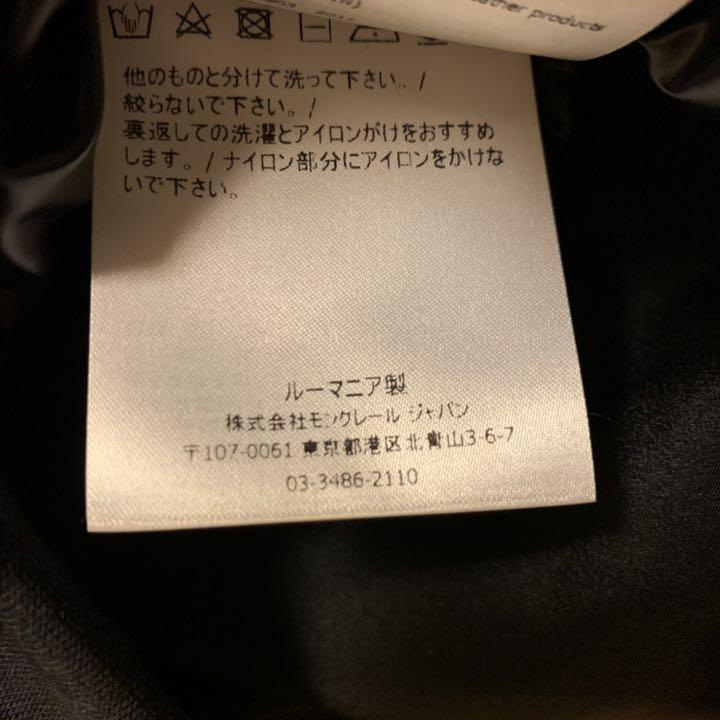 ather products
他のものと分けて洗って下さい。/
絞らないで下さい。/
裏返しての洗濯とアイロンがけをおすすめ
します。/ ナイロン部分にアイロンをかけな
いで下さい。
ルーマニア製
株式会社モンクレール ジャパン
〒107-0061 東京都港区北青山3-6-7
03-3486-2110